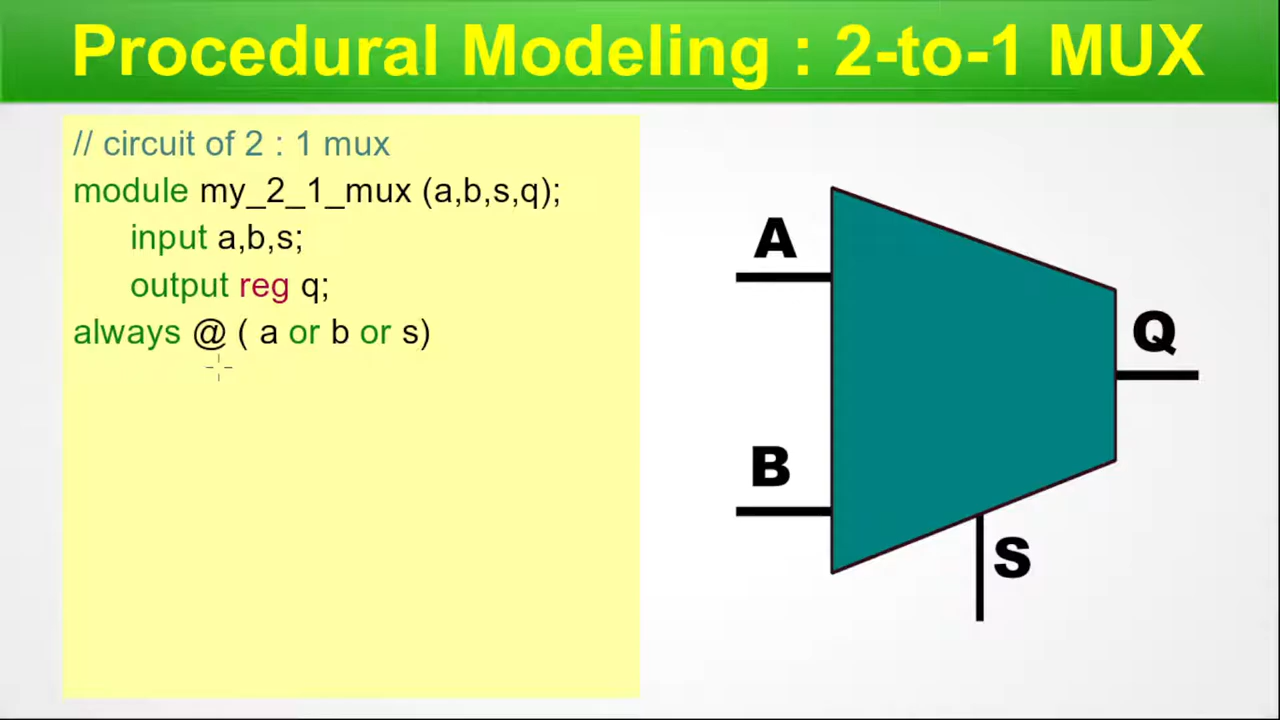 Procedural Modeling : 2-to-1 MUX
// circuit of 2 : 1 mux
module my_2_1_mux (a,b,s,q);
input a,b,s;
output reg q;
always @ ( a or b or s)
A
Q
B
S